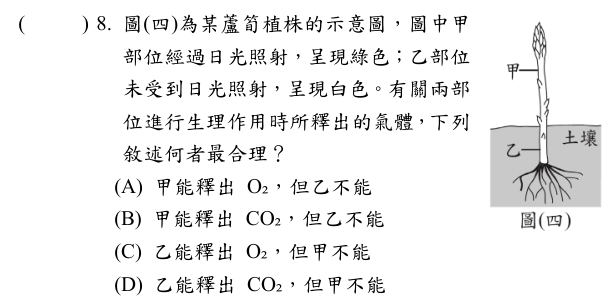 (　　) 8. 圖(四)為某蘆筍植株的示意圖，圖中甲
部位經過日光照射，呈現綠色；乙部位
未受到日光照射，呈現白色。有關兩部
位進行生理作用時所釋出的氣體，下列
敘述何者最合理？
(A) 甲能釋出 O₂，但乙不能
(B) 甲能釋出 CO₂，但乙不能
(C) 乙能釋出 O₂，但甲不能
(D) 乙能釋出 CO₂，但甲不能
甲
乙
土壤
圖(四)